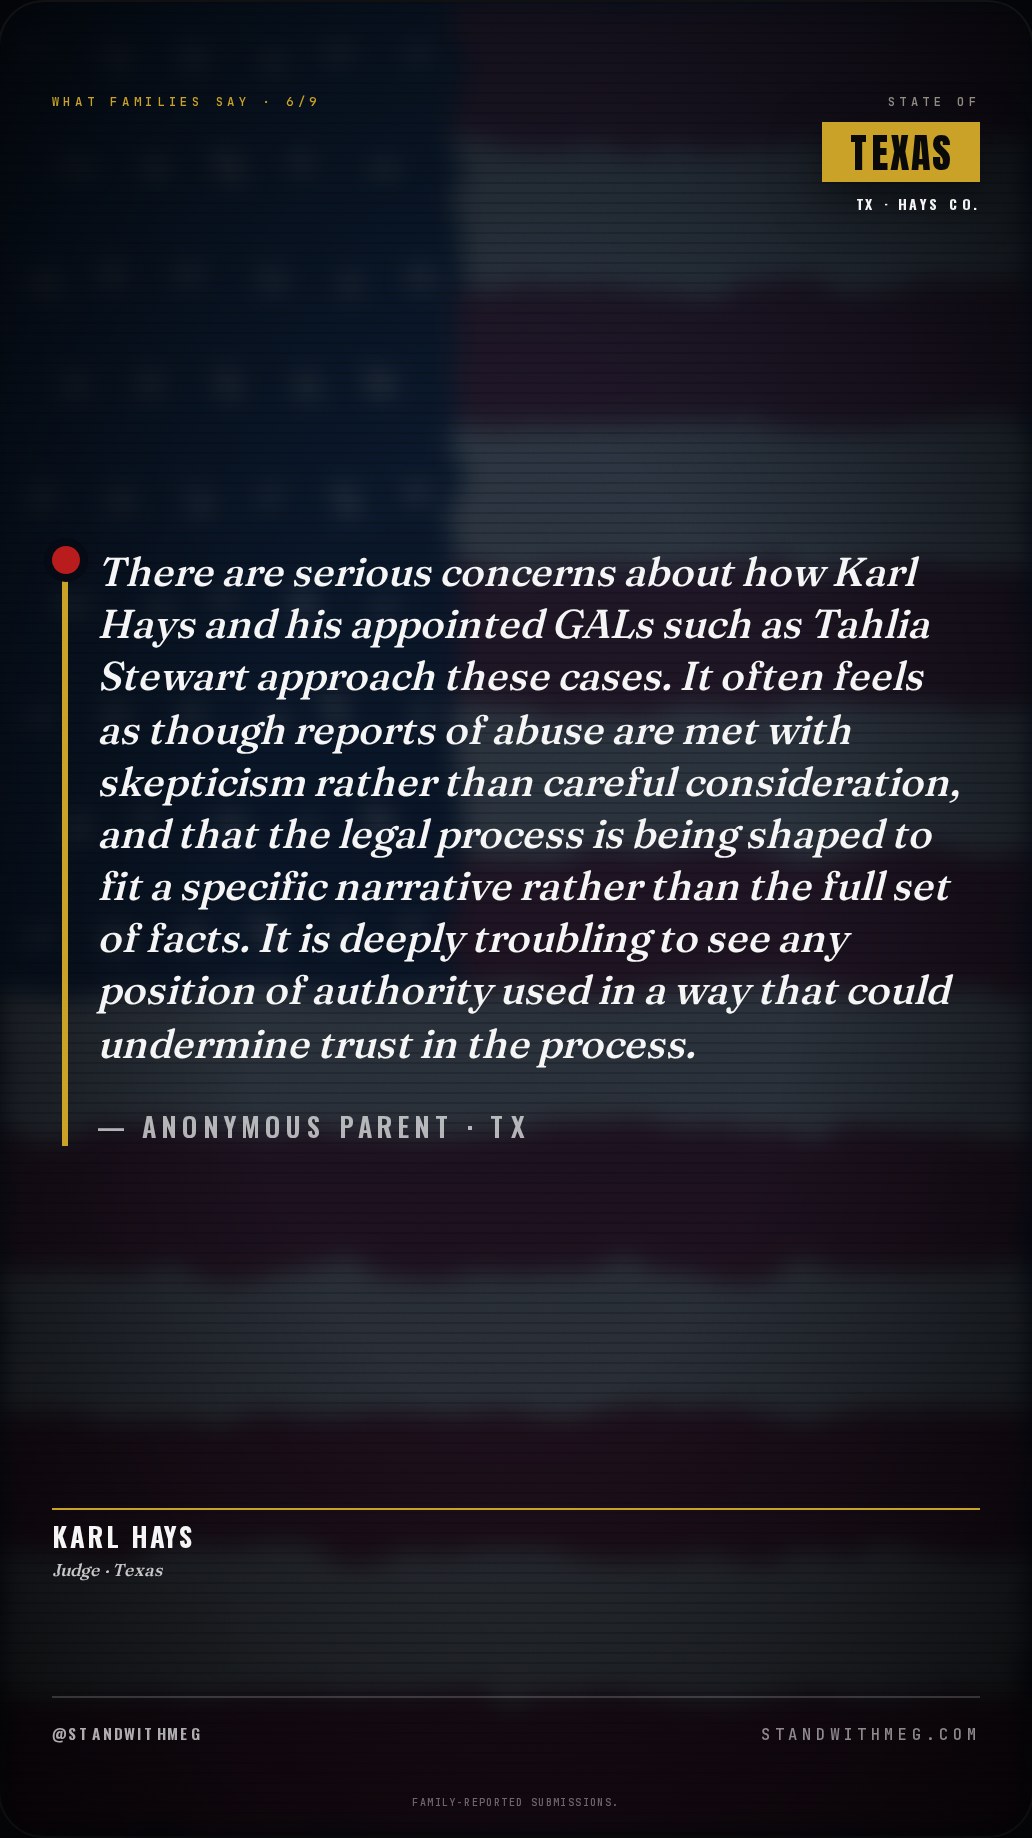 WHAT FAMILIES SAY · 6/9
STATE OF
TEXAS
TX · HAYS CO.
There are serious concerns about how Karl
Hays and his appointed GALs such as Tahlia
Stewart approach these cases. It often feels
as though reports of abuse are met with
skepticism rather than careful consideration,
and that the legal process is being shaped to
fit a specific narrative rather than the full set
of facts. It is deeply troubling to see any
position of authority used in a way that could
undermine trust in the process.
— ANONYMOUS PARENT · TX
KARL HAYS
Judge · Texas
@STANDWITHMEG
STANDWITHMEG.COM
FAMILY-REPORTED SUBMISSIONS.